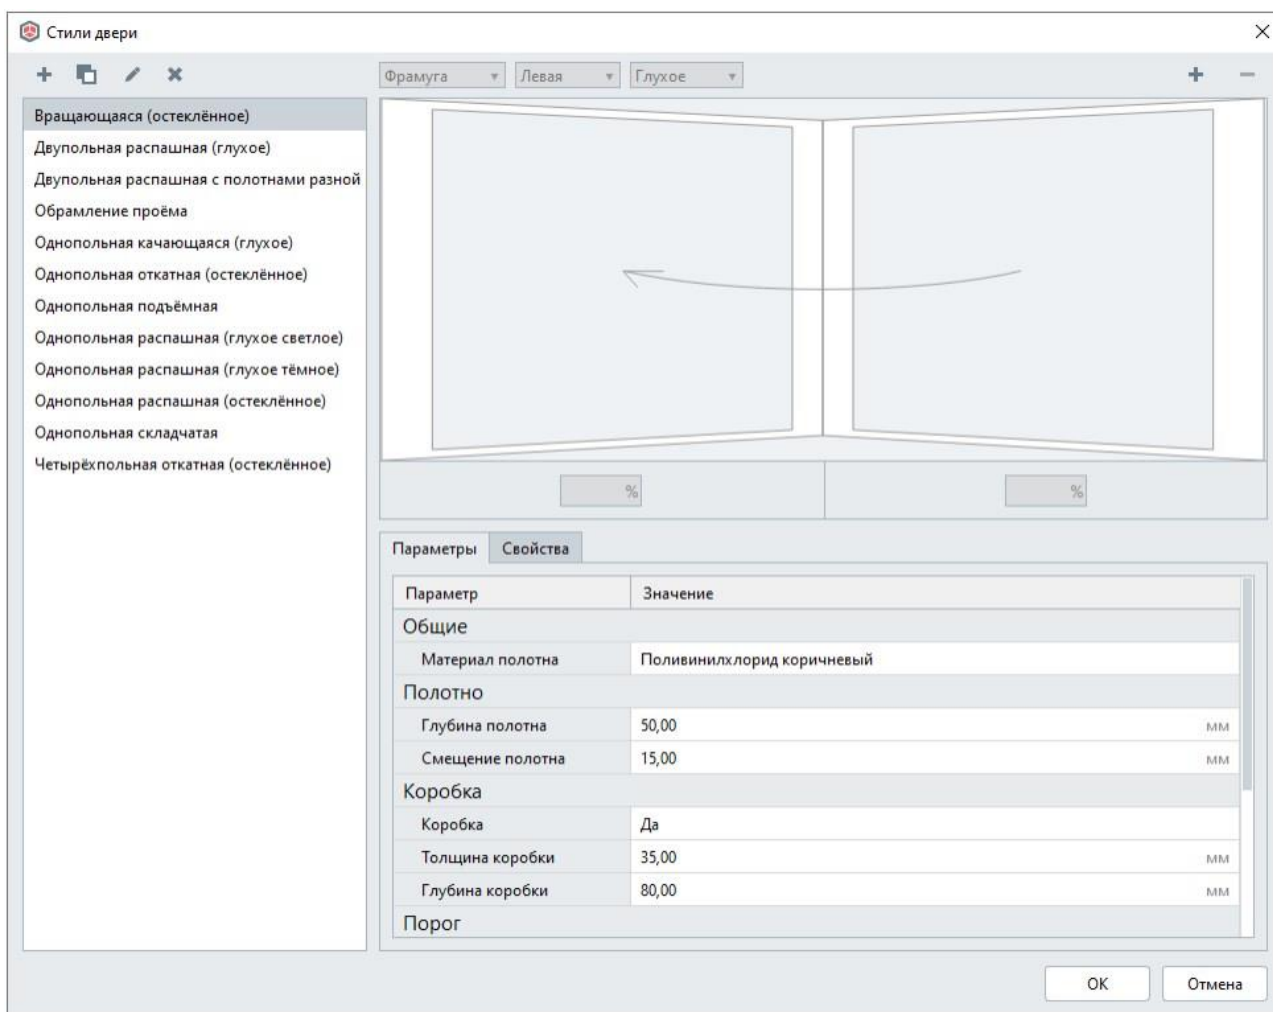 Стили двери
Фрамуга
Левая
Глухое
Вращающаяся (остеклённое)
Двупольная распашная (глухое)
Двупольная распашная с полотнами разной
Обрамление проёма
Однопольная качающаяся (глухое)
Однопольная откатная (остеклённое)
Однопольная подъёмная
Однопольная распашная (глухое светлое)
Однопольная распашная (глухое тёмное)
Однопольная распашная (остеклённое)
Однопольная складчатая
Четырёхпольная откатная (остеклённое)
% %
Параметры Свойства
Параметр Значение
Общие
Материал полотна Поливинилхлорид коричневый
Полотно
Глубина полотна 50,00 мм
Смещение полотна 15,00 мм
Коробка
Коробка Да
Толщина коробки 35,00 мм
Глубина коробки 80,00 мм
Порог
ОК Отмена